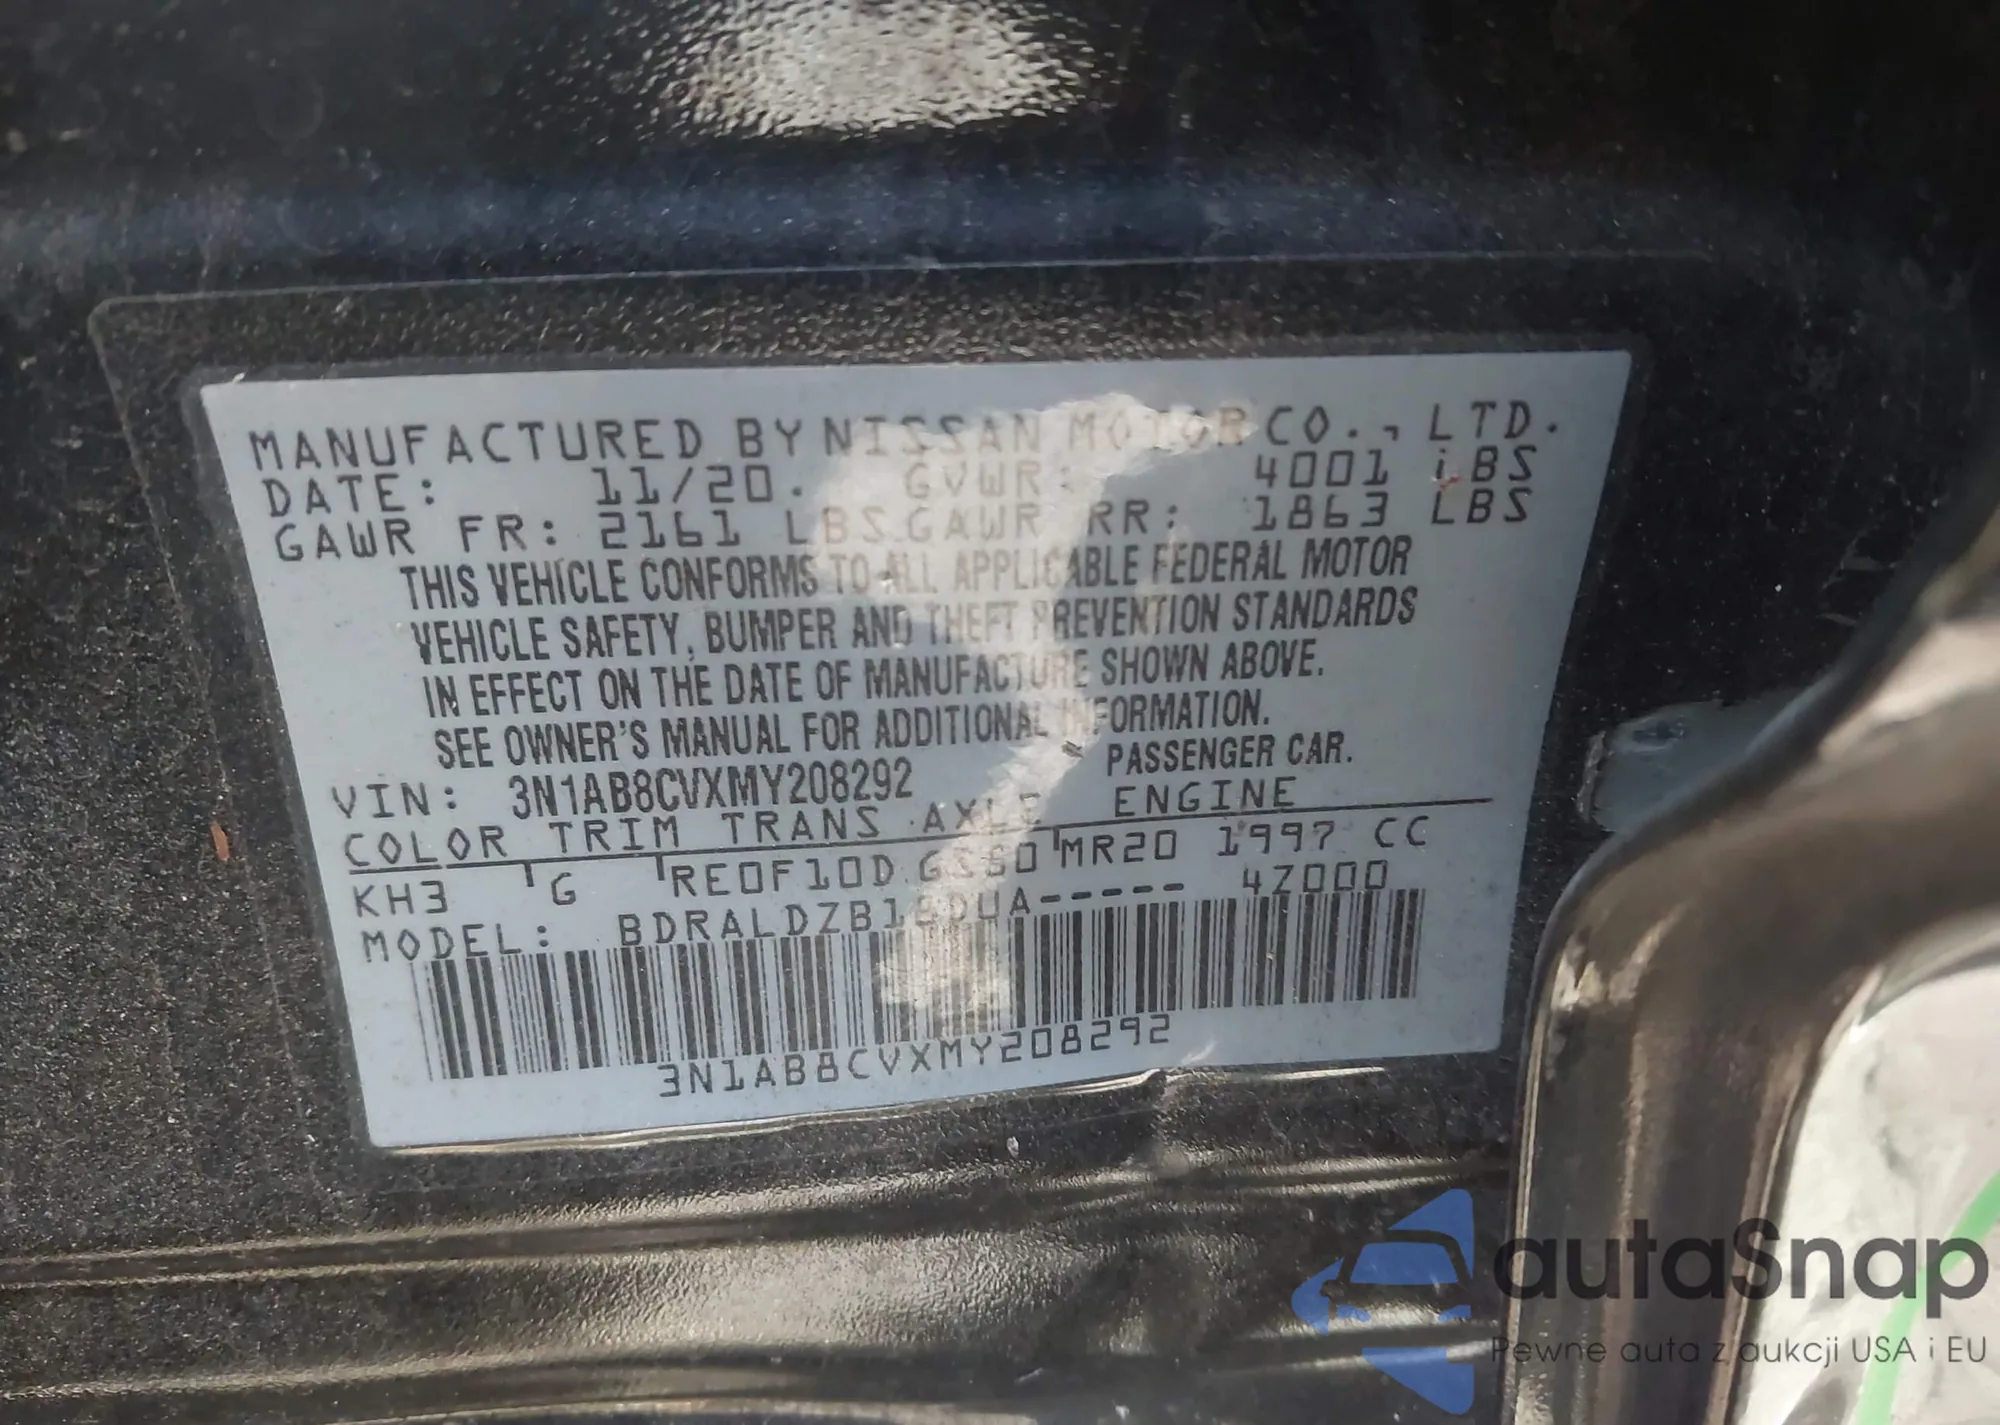 MANUFACTURED BY NISSAN MOTOR CO., LTD.
DATE: 11/20. GVWR: 4001 LBS
GAWR FR: 2161 LBS GAWR RR: 1863 LBS
THIS VEHICLE CONFORMS TO ALL APPLICABLE FEDERAL MOTOR
VEHICLE SAFETY, BUMPER AND THEFT PREVENTION STANDARDS
IN EFFECT ON THE DATE OF MANUFACTURE SHOWN ABOVE.
SEE OWNER'S MANUAL FOR ADDITIONAL INFORMATION.
PASSENGER CAR.
VIN: 3N1AB8CVXMY208292
COLOR TRIM TRANS AXLE ENGINE
KH3 G RE0F10D GS60 MR20 1997 CC
MODEL: BDRALDZB16DUA----- 4Z000
3N1AB8CVXMY208292
autaSnap
Pewne auta z aukcji USA i EU